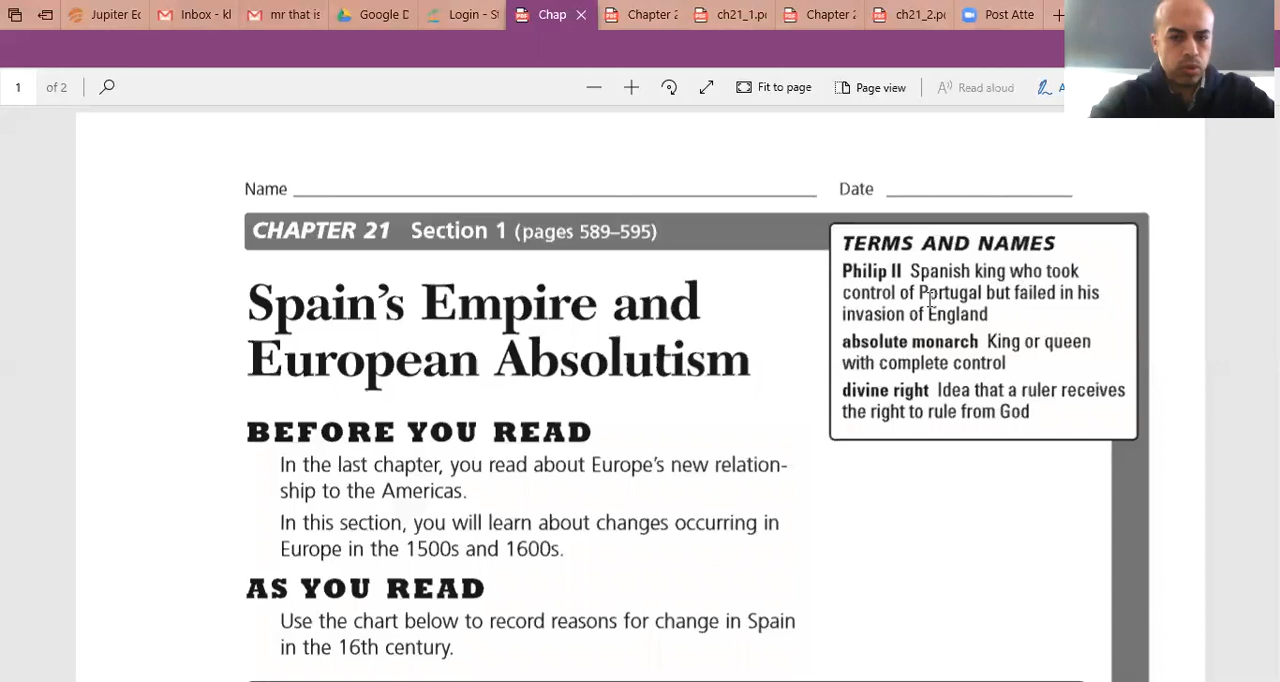 Jupiter Ec
Inbox - kl
mr that is
Google D
Login - St
Chap
Chapter 2
ch21_1.p
Chapter 2
ch21_2.p
Post Atte
1 of 2
Fit to page
Page view
Read aloud
Name Date
CHAPTER 21 Section 1 (pages 589–595)
Spain's Empire and
European Absolutism
TERMS AND NAMES
Philip II Spanish king who took
control of Portugal but failed in his
invasion of England
absolute monarch King or queen
with complete control
divine right Idea that a ruler receives
the right to rule from God
BEFORE YOU READ
In the last chapter, you read about Europe's new relation-
ship to the Americas.
In this section, you will learn about changes occurring in
Europe in the 1500s and 1600s.
AS YOU READ
Use the chart below to record reasons for change in Spain
in the 16th century.